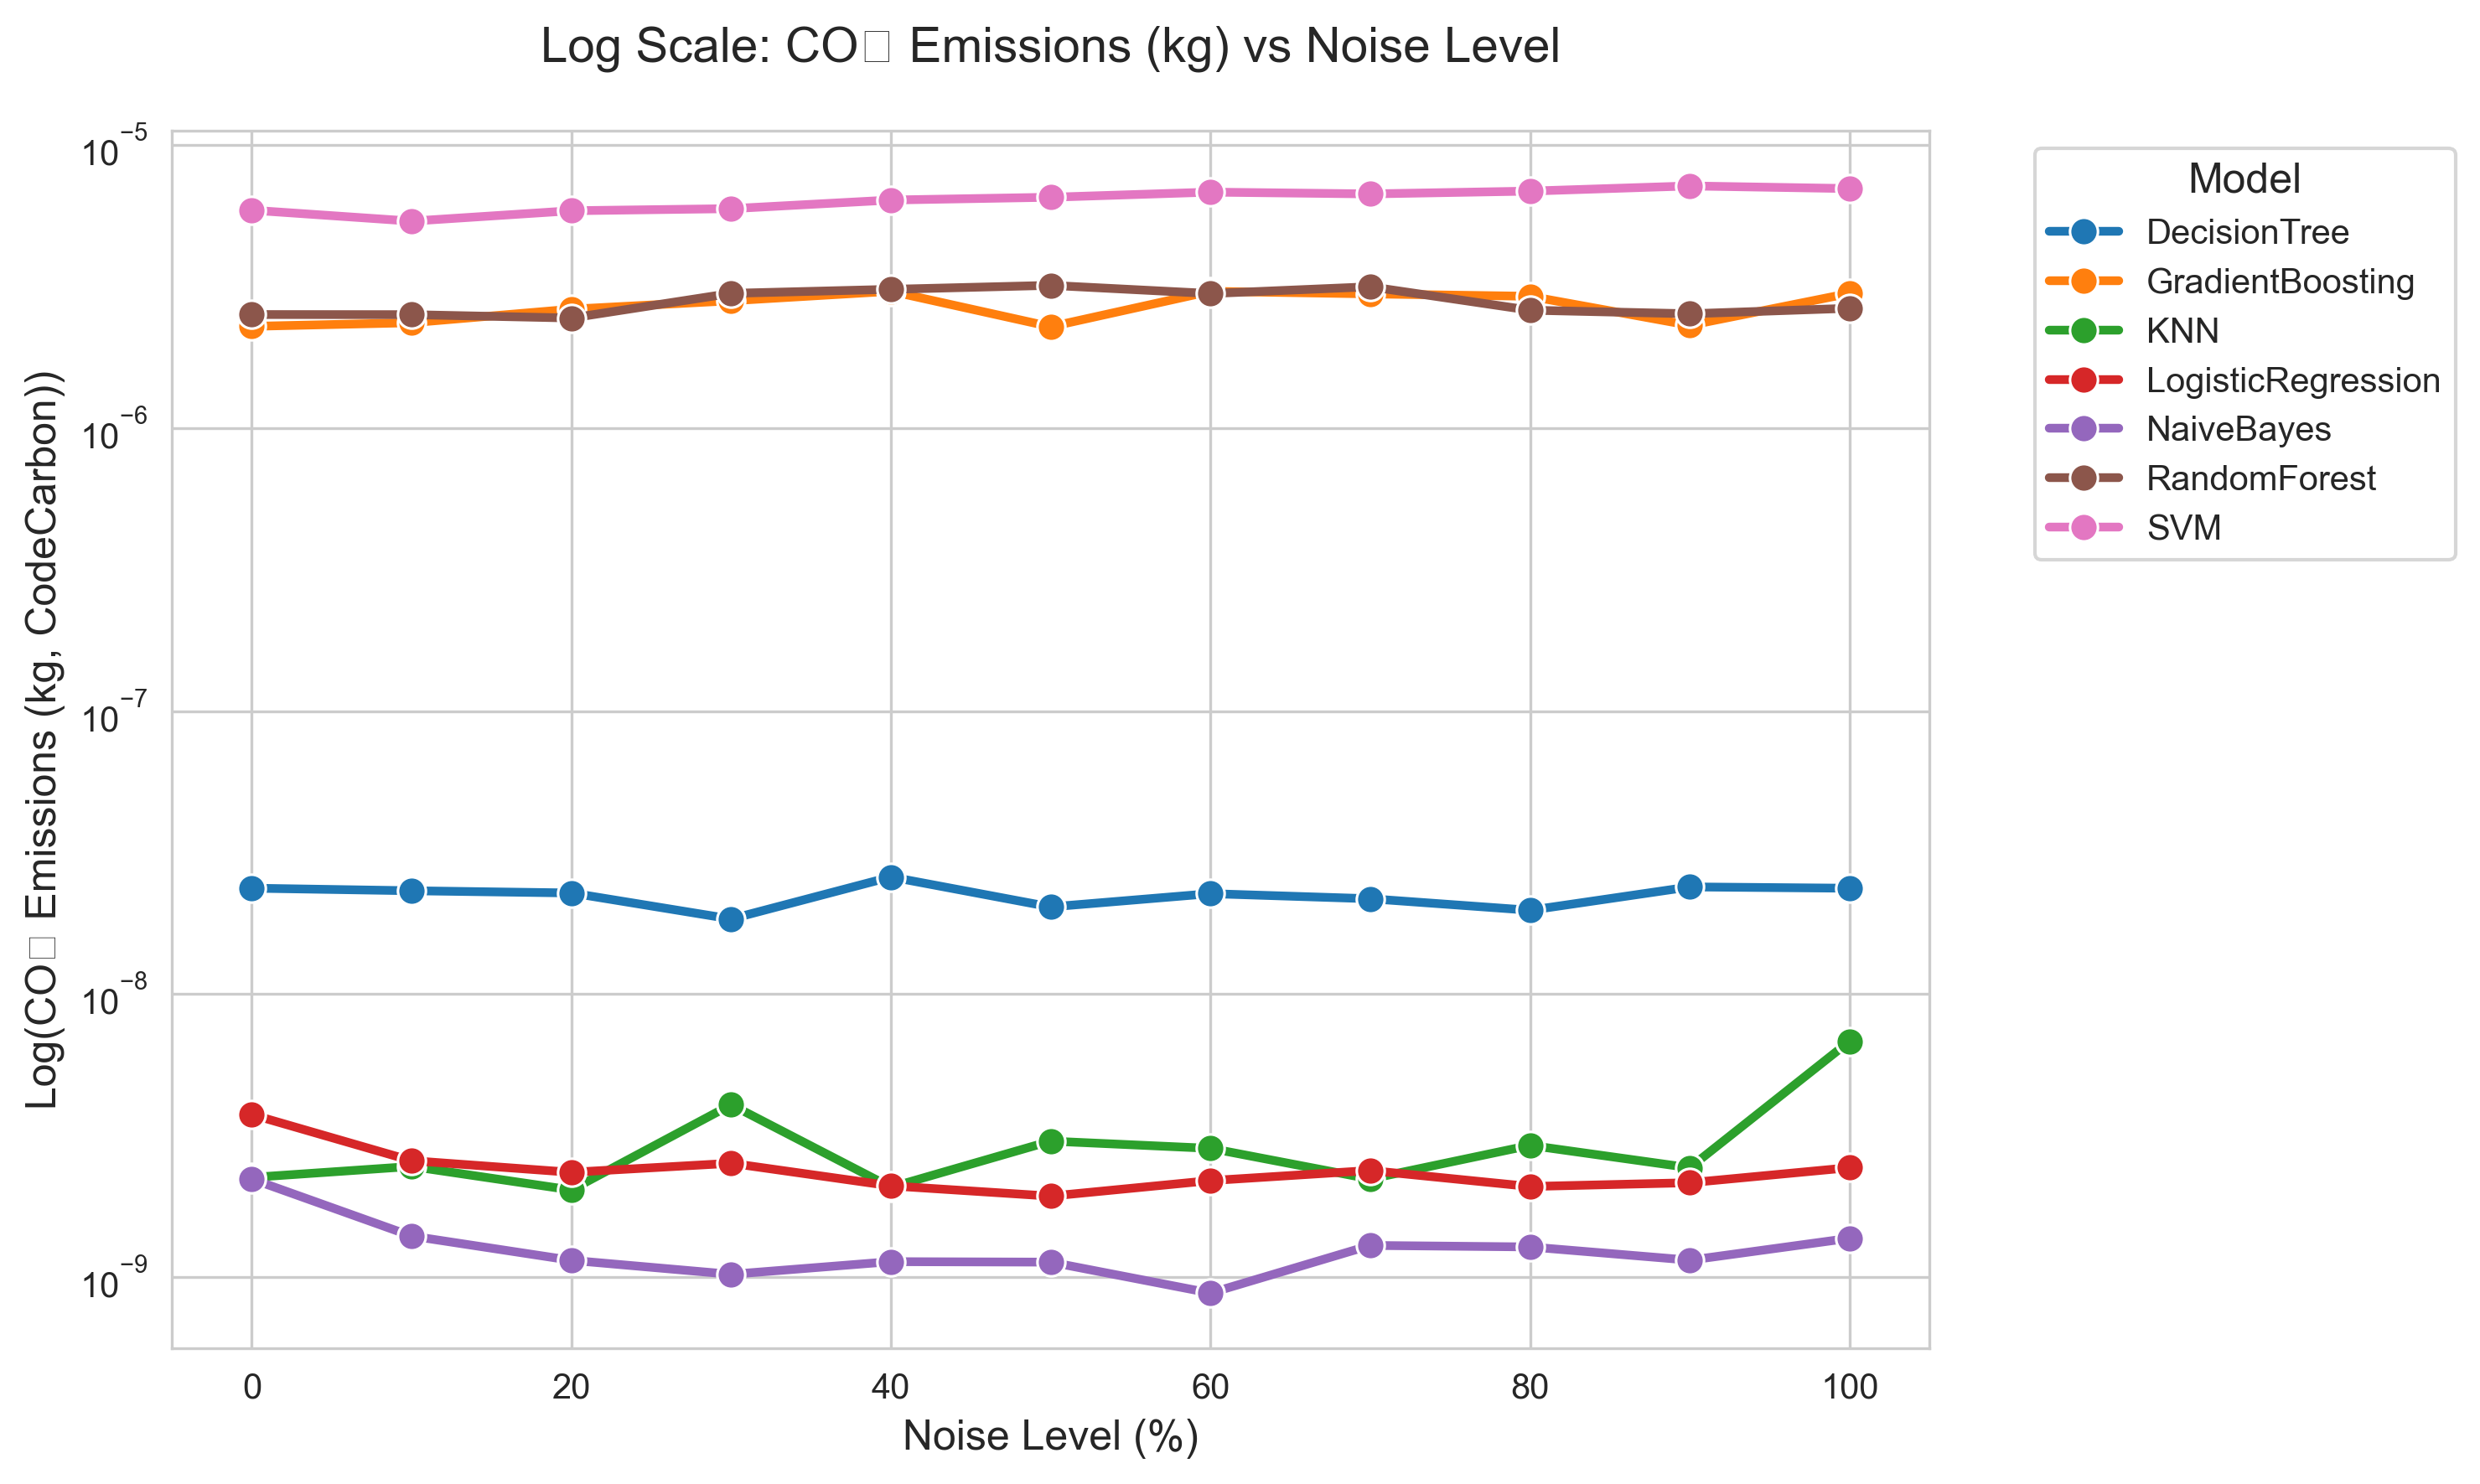 Log Scale: CO□ Emissions (kg) vs Noise Level
Log(CO□ Emissions (kg, CodeCarbon))
10⁻⁵
10⁻⁶
10⁻⁷
10⁻⁸
10⁻⁹
0 20 40 60 80 100
Noise Level (%)
Model
DecisionTree
GradientBoosting
KNN
LogisticRegression
NaiveBayes
RandomForest
SVM